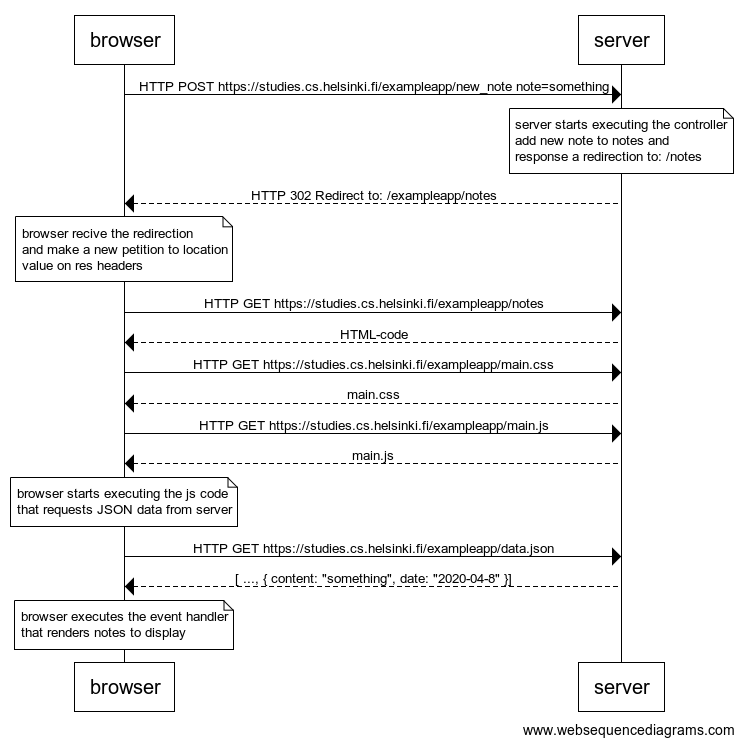 browser
server
HTTP POST https://studies.cs.helsinki.fi/exampleapp/new_note note=something
server starts executing the controller
add new note to notes and
response a redirection to: /notes
HTTP 302 Redirect to: /exampleapp/notes
browser recive the redirection
and make a new petition to location
value on res headers
HTTP GET https://studies.cs.helsinki.fi/exampleapp/notes
HTML-code
HTTP GET https://studies.cs.helsinki.fi/exampleapp/main.css
main.css
HTTP GET https://studies.cs.helsinki.fi/exampleapp/main.js
main.js
browser starts executing the js code
that requests JSON data from server
HTTP GET https://studies.cs.helsinki.fi/exampleapp/data.json
[ ..., { content: "something", date: "2020-04-8" }]
browser executes the event handler
that renders notes to display
browser
server
www.websequencediagrams.com